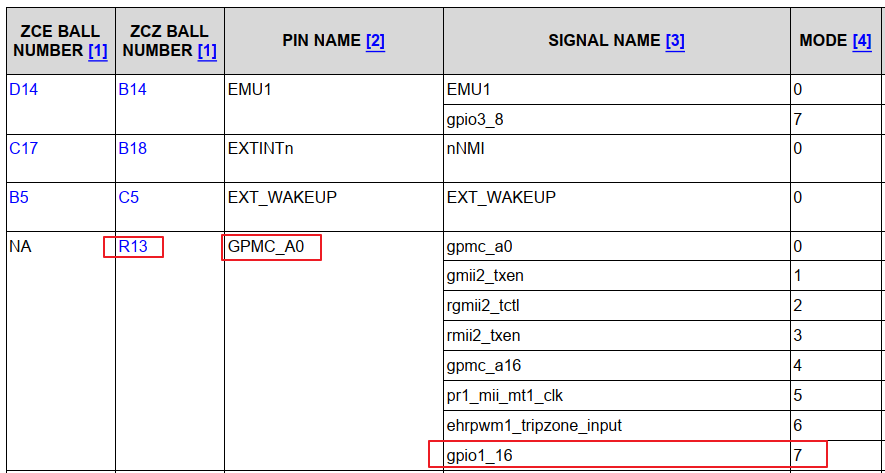 ZCE BALL NUMBER [1] ZCZ BALL NUMBER [1] PIN NAME [2] SIGNAL NAME [3] MODE [4]
D14 B14 EMU1 EMU1 0
gpio3_8 7
C17 B18 EXTINTn nNMI 0
B5 C5 EXT_WAKEUP EXT_WAKEUP 0
NA R13 GPMC_A0 gpmc_a0 0
gmii2_txen 1
rgmii2_tctl 2
rmii2_txen 3
gpmc_a16 4
pr1_mii_mt1_clk 5
ehrpwm1_tripzone_input 6
gpio1_16 7